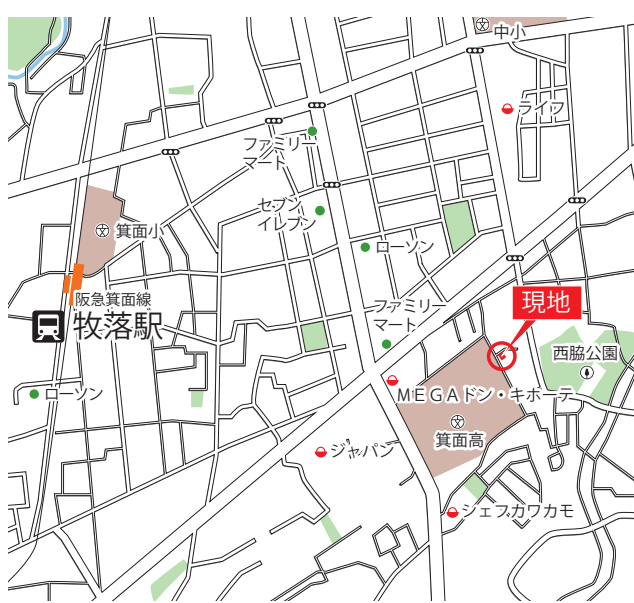 中小
ライフ
ファミリー
マート
セブン
イレブン
箕面小
ローソン
現地
阪急箕面線
牧落駅
ファミリー
マート
西脇公園
ローソン
MEGAドン・キホーテ
箕面高
ジャパン
シェフカワカモ